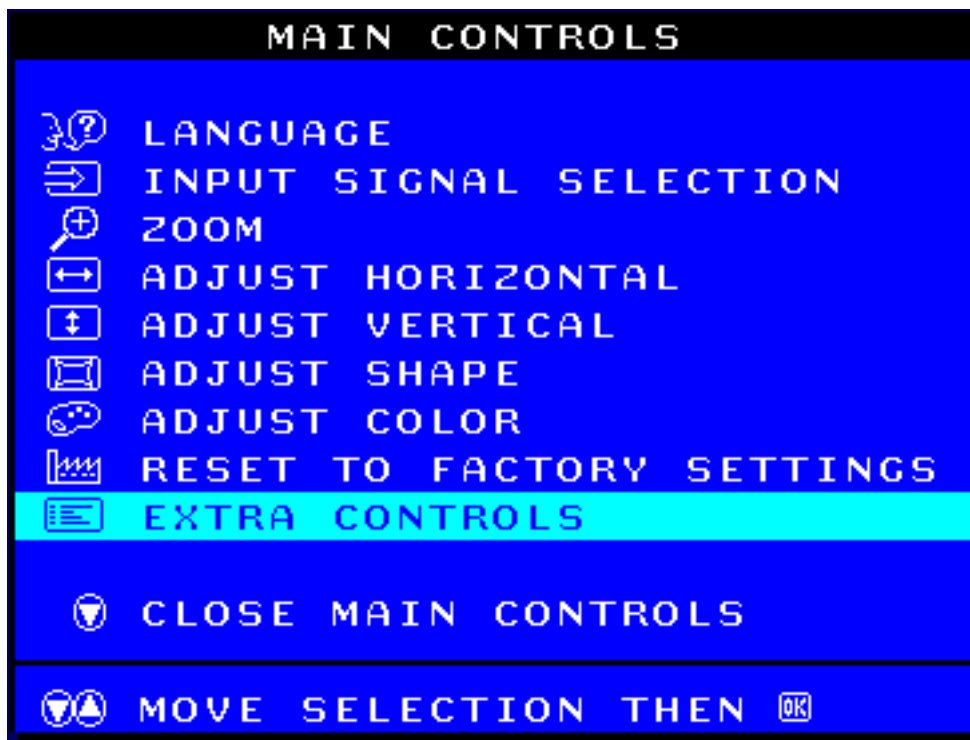 MAIN CONTROLS
LANGUAGE
INPUT SIGNAL SELECTION
ZOOM
ADJUST HORIZONTAL
ADJUST VERTICAL
ADJUST SHAPE
ADJUST COLOR
RESET TO FACTORY SETTINGS
EXTRA CONTROLS
CLOSE MAIN CONTROLS
MOVE SELECTION THEN OK